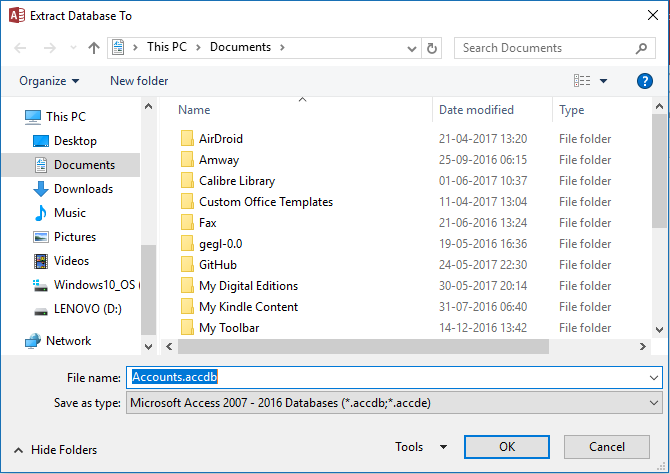 Extract Database To
This PC > Documents >
Search Documents
Organize
New folder
?
Name Date modified Type
This PC
Desktop
Documents
Downloads
Music
Pictures
Videos
Windows10_OS (
LENOVO (D:)
Network
AirDroid 21-04-2017 13:20 File folder
Amway 25-09-2016 06:15 File folder
Calibre Library 01-06-2017 10:37 File folder
Custom Office Templates 11-04-2017 13:04 File folder
Fax 21-06-2016 13:24 File folder
gegl-0.0 19-05-2016 16:36 File folder
GitHub 24-05-2017 22:30 File folder
My Digital Editions 30-05-2017 20:14 File folder
My Kindle Content 31-07-2016 06:40 File folder
My Toolbar 14-12-2016 13:42 File folder
File name: Accounts.accdb
Save as type: Microsoft Access 2007 - 2016 Databases (*.accdb;*.accde)
Hide Folders
Tools
OK
Cancel